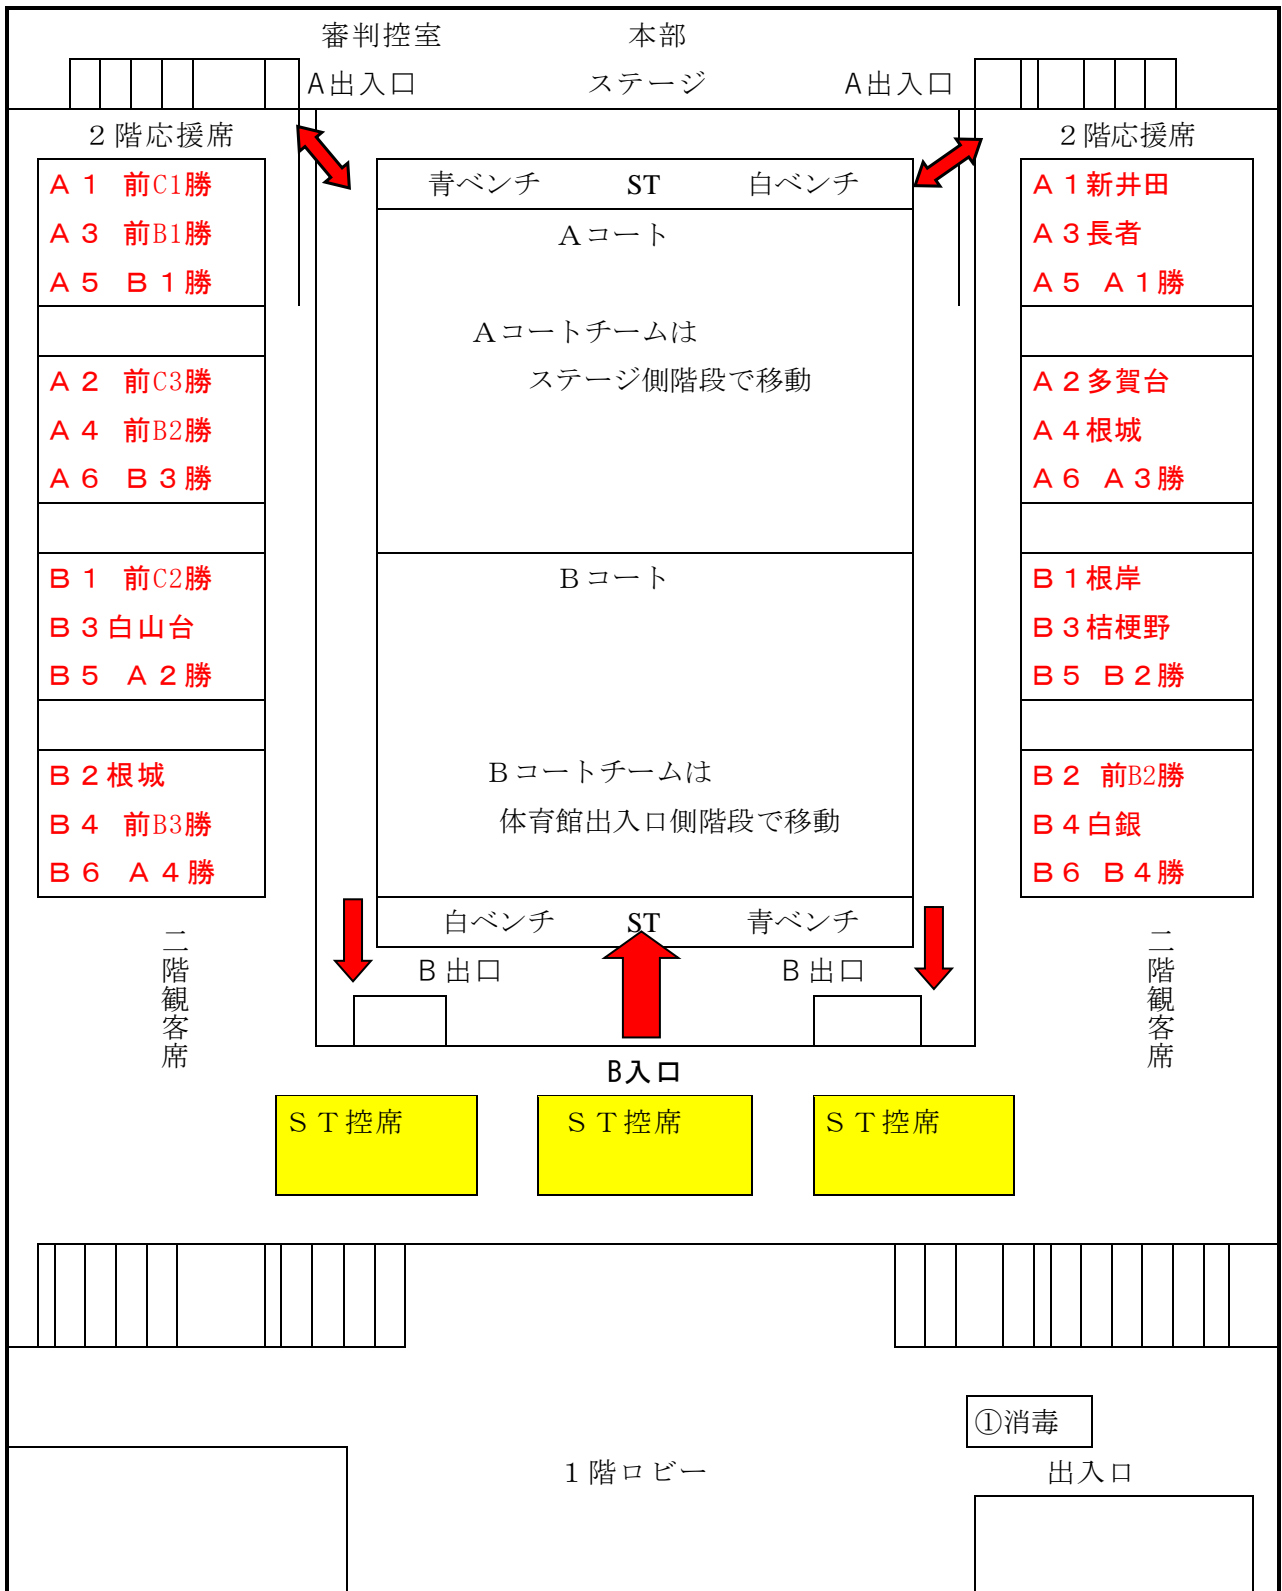 審判控室 本部
A出入口 ステージ A出入口
２階応援席 ２階応援席
Ａ１ 前C1勝
Ａ３ 前B1勝
Ａ５ Ｂ１勝
Ａ２ 前C3勝
Ａ４ 前B2勝
Ａ６ Ｂ３勝
Ｂ１ 前C2勝
Ｂ３白山台
Ｂ５ Ａ２勝
Ｂ２根城
Ｂ４ 前B3勝
Ｂ６ Ａ４勝
二階観客席
青ベンチ ST 白ベンチ
Ａコート
Ａコートチームは
ステージ側階段で移動
Ｂコート
Ｂコートチームは
体育館出入口側階段で移動
白ベンチ ST 青ベンチ
Ｂ出口 Ｂ出口
B入口
Ａ１新井田
Ａ３長者
Ａ５ Ａ１勝
Ａ２多賀台
Ａ４根城
Ａ６ Ａ３勝
Ｂ１根岸
Ｂ３桔梗野
Ｂ５ Ｂ２勝
Ｂ２ 前B2勝
Ｂ４白銀
Ｂ６ Ｂ４勝
二階観客席
ＳＴ控席 ＳＴ控席 ＳＴ控席
①消毒
１階ロビー 出入口